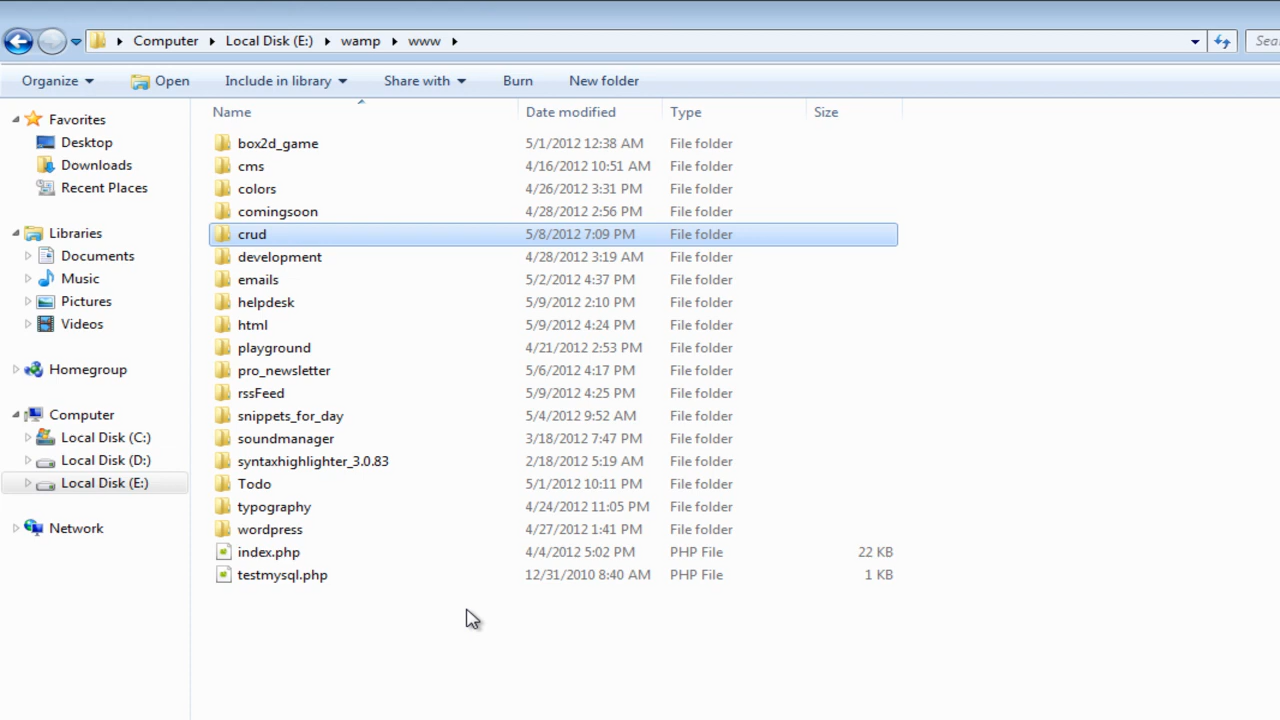 Computer Local Disk (E:) wamp www
Organize Open Include in library Share with Burn New folder
Favorites
Desktop
Downloads
Recent Places
Libraries
Documents
Music
Pictures
Videos
Homegroup
Computer
Local Disk (C:)
Local Disk (D:)
Local Disk (E:)
Network
Name Date modified Type Size
box2d_game 5/1/2012 12:38 AM File folder
cms 4/16/2012 10:51 AM File folder
colors 4/26/2012 3:31 PM File folder
comingsoon 4/28/2012 2:56 PM File folder
crud 5/8/2012 7:09 PM File folder
development 4/28/2012 3:19 AM File folder
emails 5/2/2012 4:37 PM File folder
helpdesk 5/9/2012 2:10 PM File folder
html 5/9/2012 4:24 PM File folder
playground 4/21/2012 2:53 PM File folder
pro_newsletter 5/6/2012 4:17 PM File folder
rssFeed 5/9/2012 4:25 PM File folder
snippets_for_day 5/4/2012 9:52 AM File folder
soundmanager 3/18/2012 7:47 PM File folder
syntaxhighlighter_3.0.83 2/18/2012 5:19 AM File folder
Todo 5/1/2012 10:11 PM File folder
typography 4/24/2012 11:05 PM File folder
wordpress 4/27/2012 1:41 PM File folder
index.php 4/4/2012 5:02 PM PHP File 22 KB
testmysql.php 12/31/2010 8:40 AM PHP File 1 KB